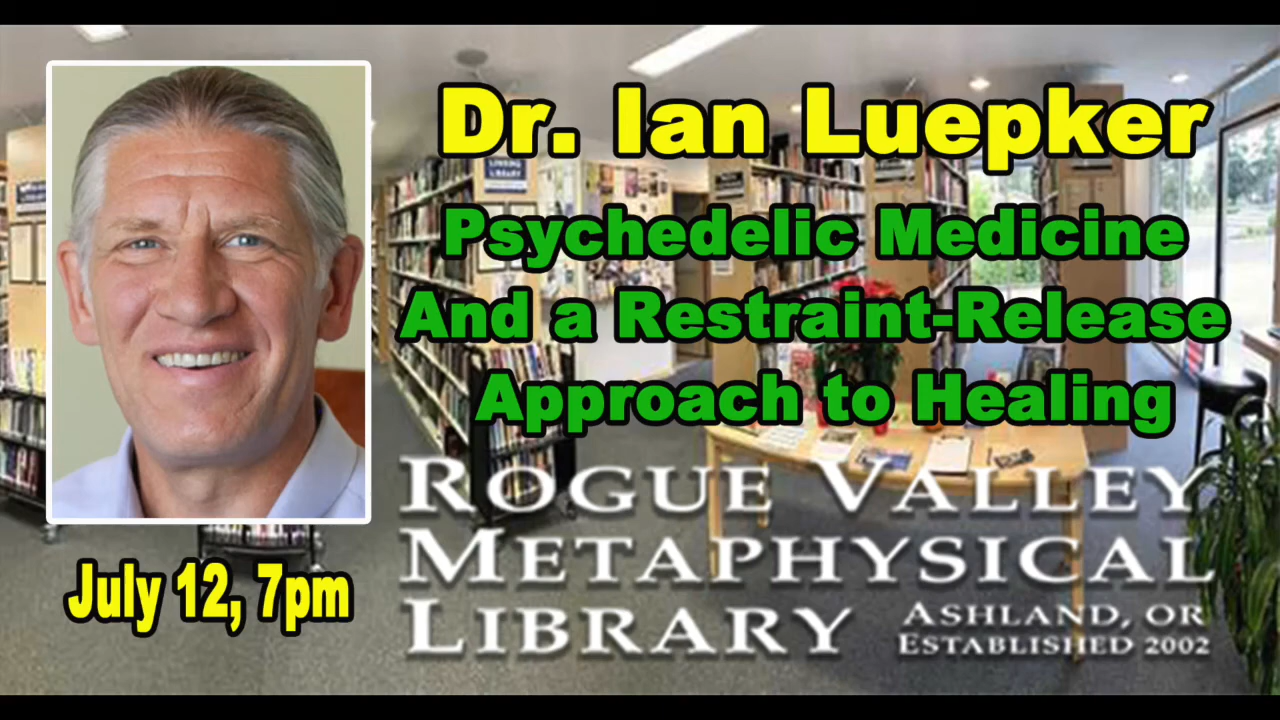 Dr. Ian Luepker
Psychedelic Medicine
And a Restraint-Release
Approach to Healing
ROGUE VALLEY
METAPHYSICAL
LIBRARY
ASHLAND, OR
ESTABLISHED 2002
July 12, 7pm